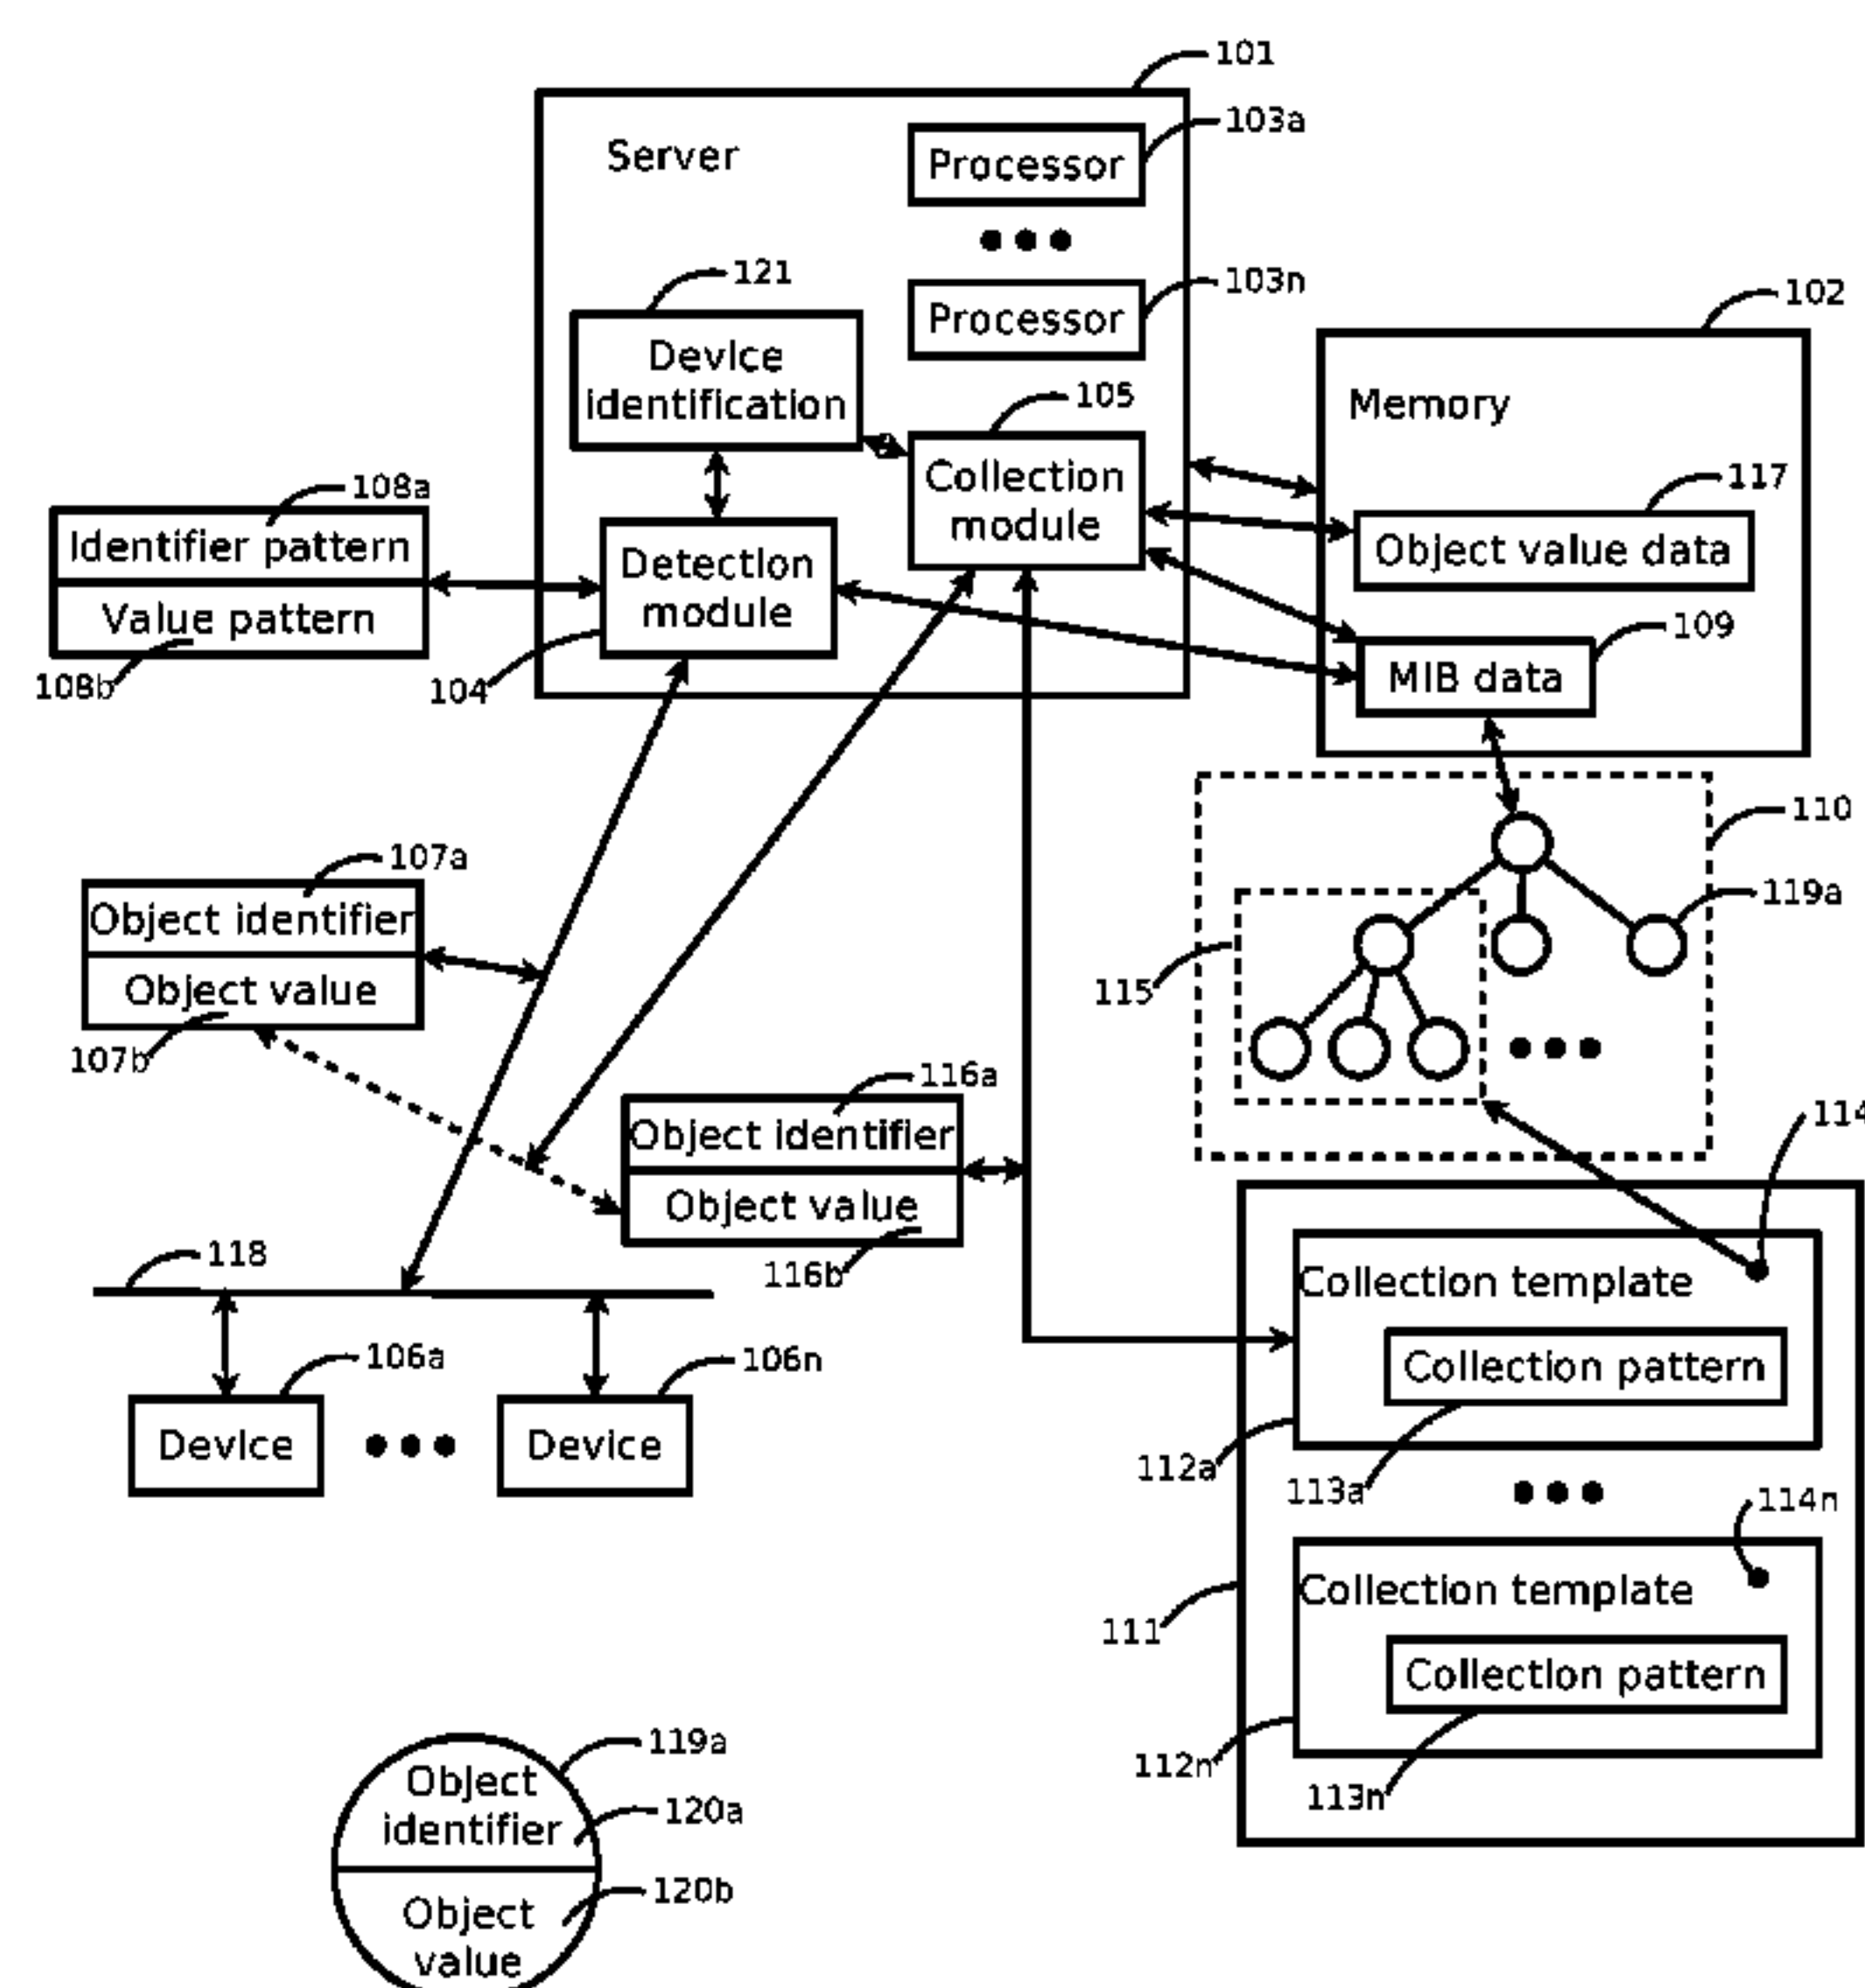 101
Server
103a
Processor
103n
Processor
121
Device
identification
102
Memory
105
Collection
module
117
Object value data
108a
Identifier pattern
Value pattern
108b
Detection
module
104
109
MIB data
110
119a
115
107a
Object identifier
Object value
107b
116a
Object identifier
Object value
116b
114
118
106a
Device
106n
Device
Collection template
Collection pattern
112a
113a
114n
Collection template
Collection pattern
111
112n
113n
119a
Object
identifier
120a
120b
Object
value